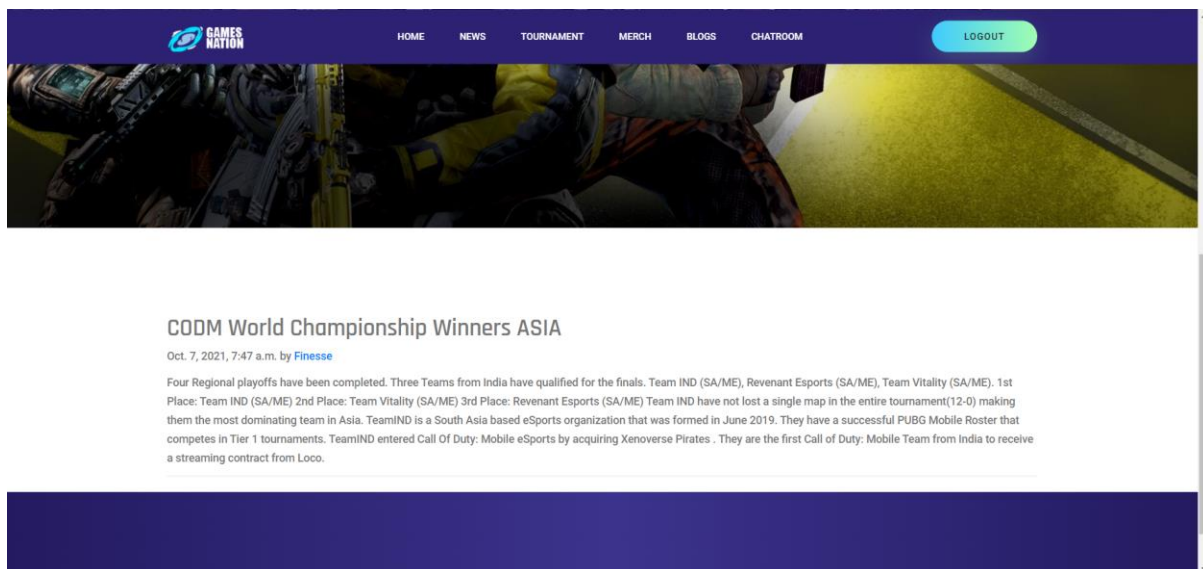 GAMES
NATION
HOME NEWS TOURNAMENT MERCH BLOGS CHATROOM LOGOUT
CODM World Championship Winners ASIA
Oct. 7, 2021, 7:47 a.m. by Finesse
Four Regional playoffs have been completed. Three Teams from India have qualified for the finals. Team IND (SA/ME), Revenant Esports (SA/ME), Team Vitality (SA/ME). 1st
Place: Team IND (SA/ME) 2nd Place: Team Vitality (SA/ME) 3rd Place: Revenant Esports (SA/ME) Team IND have not lost a single map in the entire tournament(12-0) making
them the most dominating team in Asia. TeamIND is a South Asia based eSports organization that was formed in June 2019. They have a successful PUBG Mobile Roster that
competes in Tier 1 tournaments. TeamIND entered Call Of Duty: Mobile eSports by acquiring Xenoverse Pirates . They are the first Call of Duty: Mobile Team from India to receive
a streaming contract from Loco.